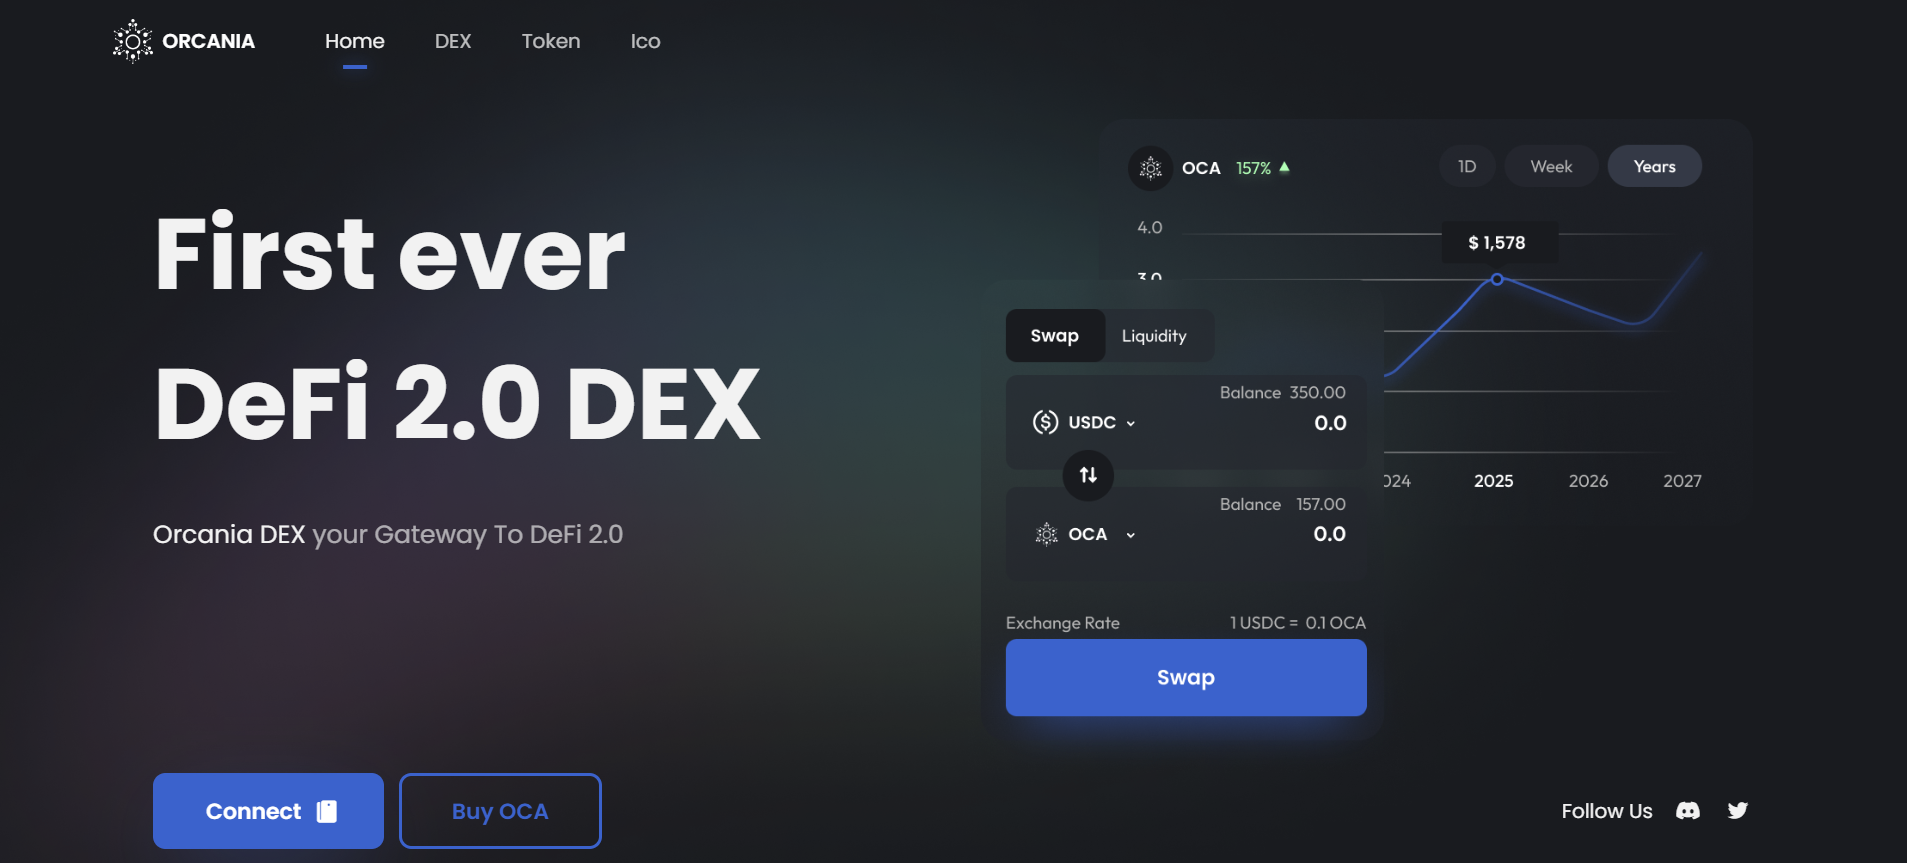 ORCANIA
Home DEX Token Ico
First ever
DeFi 2.0 DEX
Orcania DEX your Gateway To DeFi 2.0
Connect
Buy OCA
OCA 157%
1D Week Years
4.0
$ 1,578
3.0
Swap Liquidity
Balance 350.00
USDC 0.0
Balance 157.00
OCA 0.0
Exchange Rate 1 USDC = 0.1 OCA
Swap
024 2025 2026 2027
Follow Us